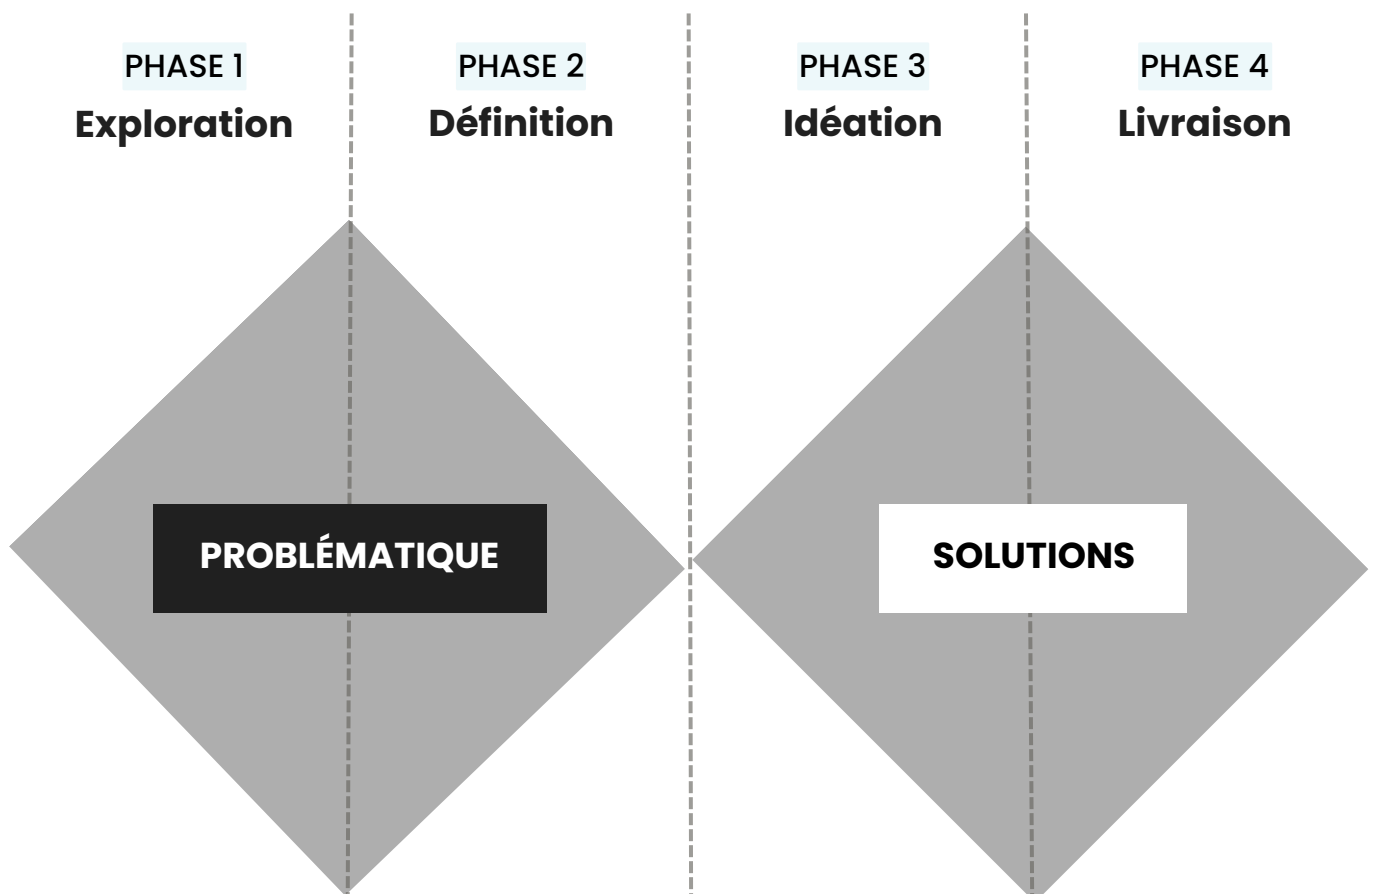 PHASE 1
Exploration
PHASE 2
Définition
PHASE 3
Idéation
PHASE 4
Livraison
PROBLÉMATIQUE
SOLUTIONS